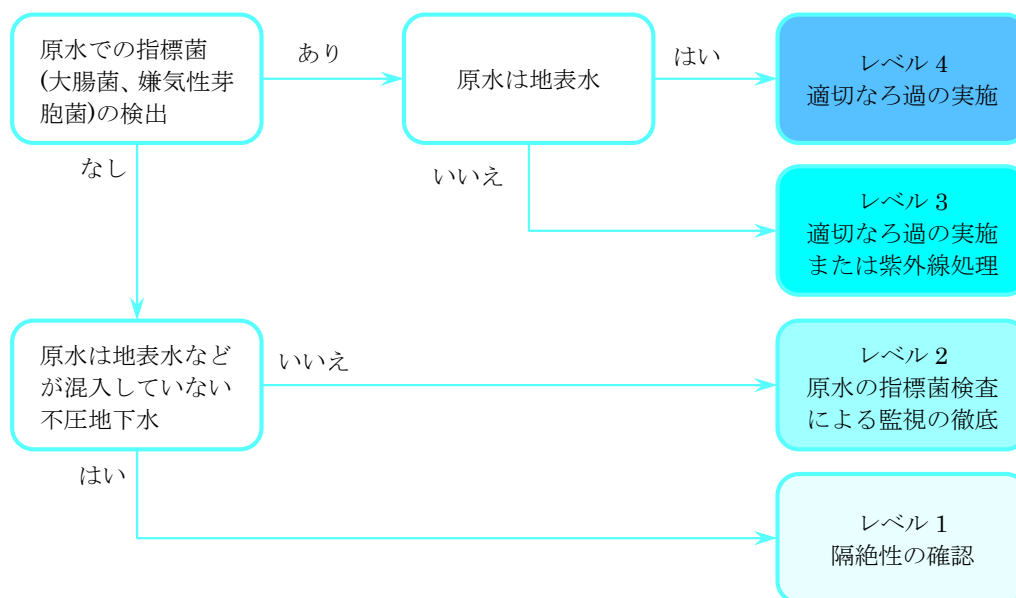 原水での指標菌
(大腸菌、嫌気性芽
胞菌)の検出
あり
原水は地表水
はい
レベル 4
適切なろ過の実施
なし
いいえ
レベル 3
適切なろ過の実施
または紫外線処理
原水は地表水など
が混入していない
不圧地下水
いいえ
レベル 2
原水の指標菌検査
による監視の徹底
はい
レベル 1
隔絶性の確認